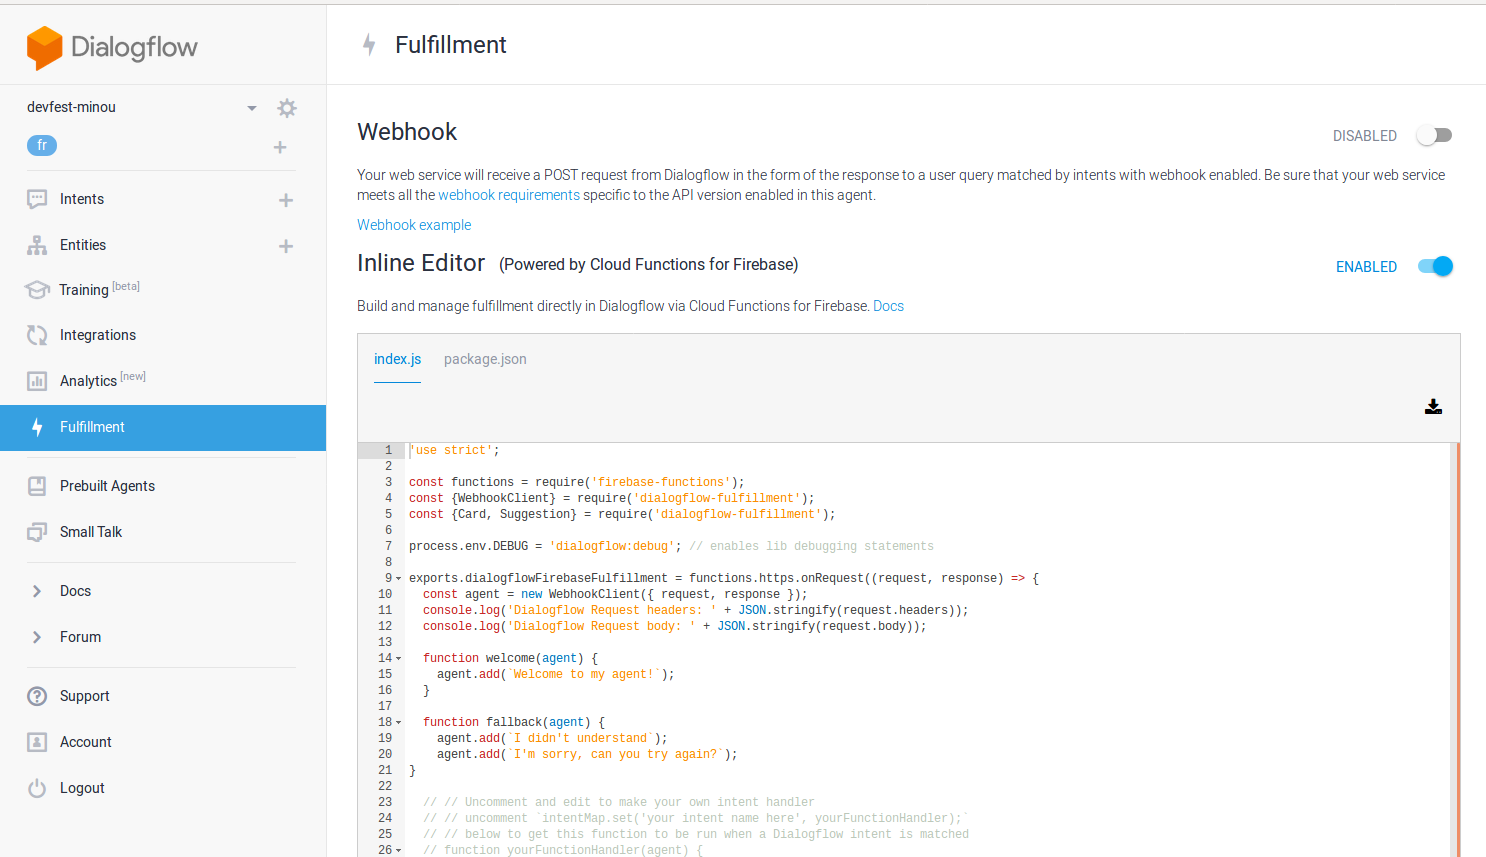 Dialogflow
devfest-minou
fr
Intents
Entities
Training [beta]
Integrations
Analytics [new]
Fulfillment
Prebuilt Agents
Small Talk
Docs
Forum
Support
Account
Logout
Fulfillment
Webhook
DISABLED
Your web service will receive a POST request from Dialogflow in the form of the response to a user query matched by intents with webhook enabled. Be sure that your web service
meets all the webhook requirements specific to the API version enabled in this agent.
Webhook example
Inline Editor (Powered by Cloud Functions for Firebase)
ENABLED
Build and manage fulfillment directly in Dialogflow via Cloud Functions for Firebase. Docs
index.js package.json
1 'use strict';
2
3 const functions = require('firebase-functions');
4 const {WebhookClient} = require('dialogflow-fulfillment');
5 const {Card, Suggestion} = require('dialogflow-fulfillment');
6
7 process.env.DEBUG = 'dialogflow:debug'; // enables lib debugging statements
8
9 exports.dialogflowFirebaseFulfillment = functions.https.onRequest((request, response) => {
10 const agent = new WebhookClient({ request, response });
11 console.log('Dialogflow Request headers: ' + JSON.stringify(request.headers));
12 console.log('Dialogflow Request body: ' + JSON.stringify(request.body));
13
14 function welcome(agent) {
15 agent.add(`Welcome to my agent!`);
16 }
17
18 function fallback(agent) {
19 agent.add(`I didn't understand`);
20 agent.add(`I'm sorry, can you try again?`);
21 }
22
23 // // Uncomment and edit to make your own intent handler
24 // // uncomment `intentMap.set('your intent name here', yourFunctionHandler);`
25 // // below to get this function to be run when a Dialogflow intent is matched
26 // function yourFunctionHandler(agent) {